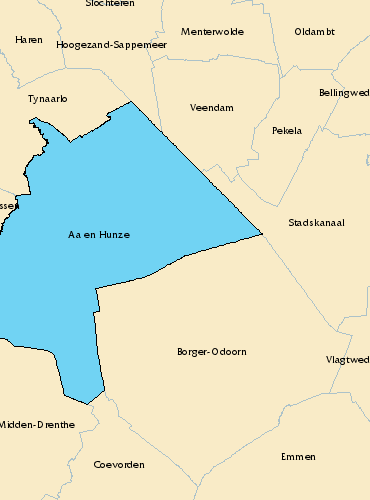 Slochteren
Menterwolde
Oldambt
Haren
Hoogezand-Sappemeer
Bellingwed
Tynaarlo
Veendam
Pekela
ssen
Stadskanaal
Aa en Hunze
Borger-Odoorn
Vlagtwed
Midden-Drenthe
Coevorden
Emmen